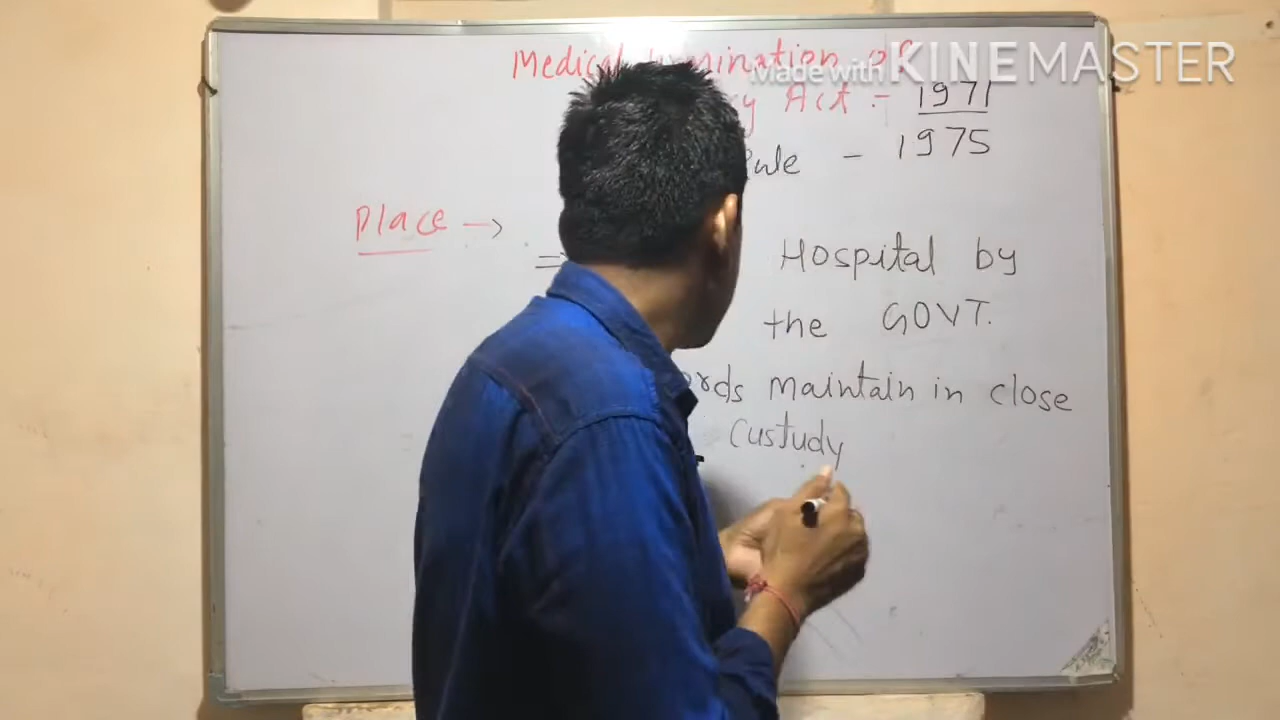 Medical mination of
Made with KINEMASTER
y Act :- 1971
Rule - 1975
Place → Hospital by
the GOVT.
ords maintain in close
Custudy